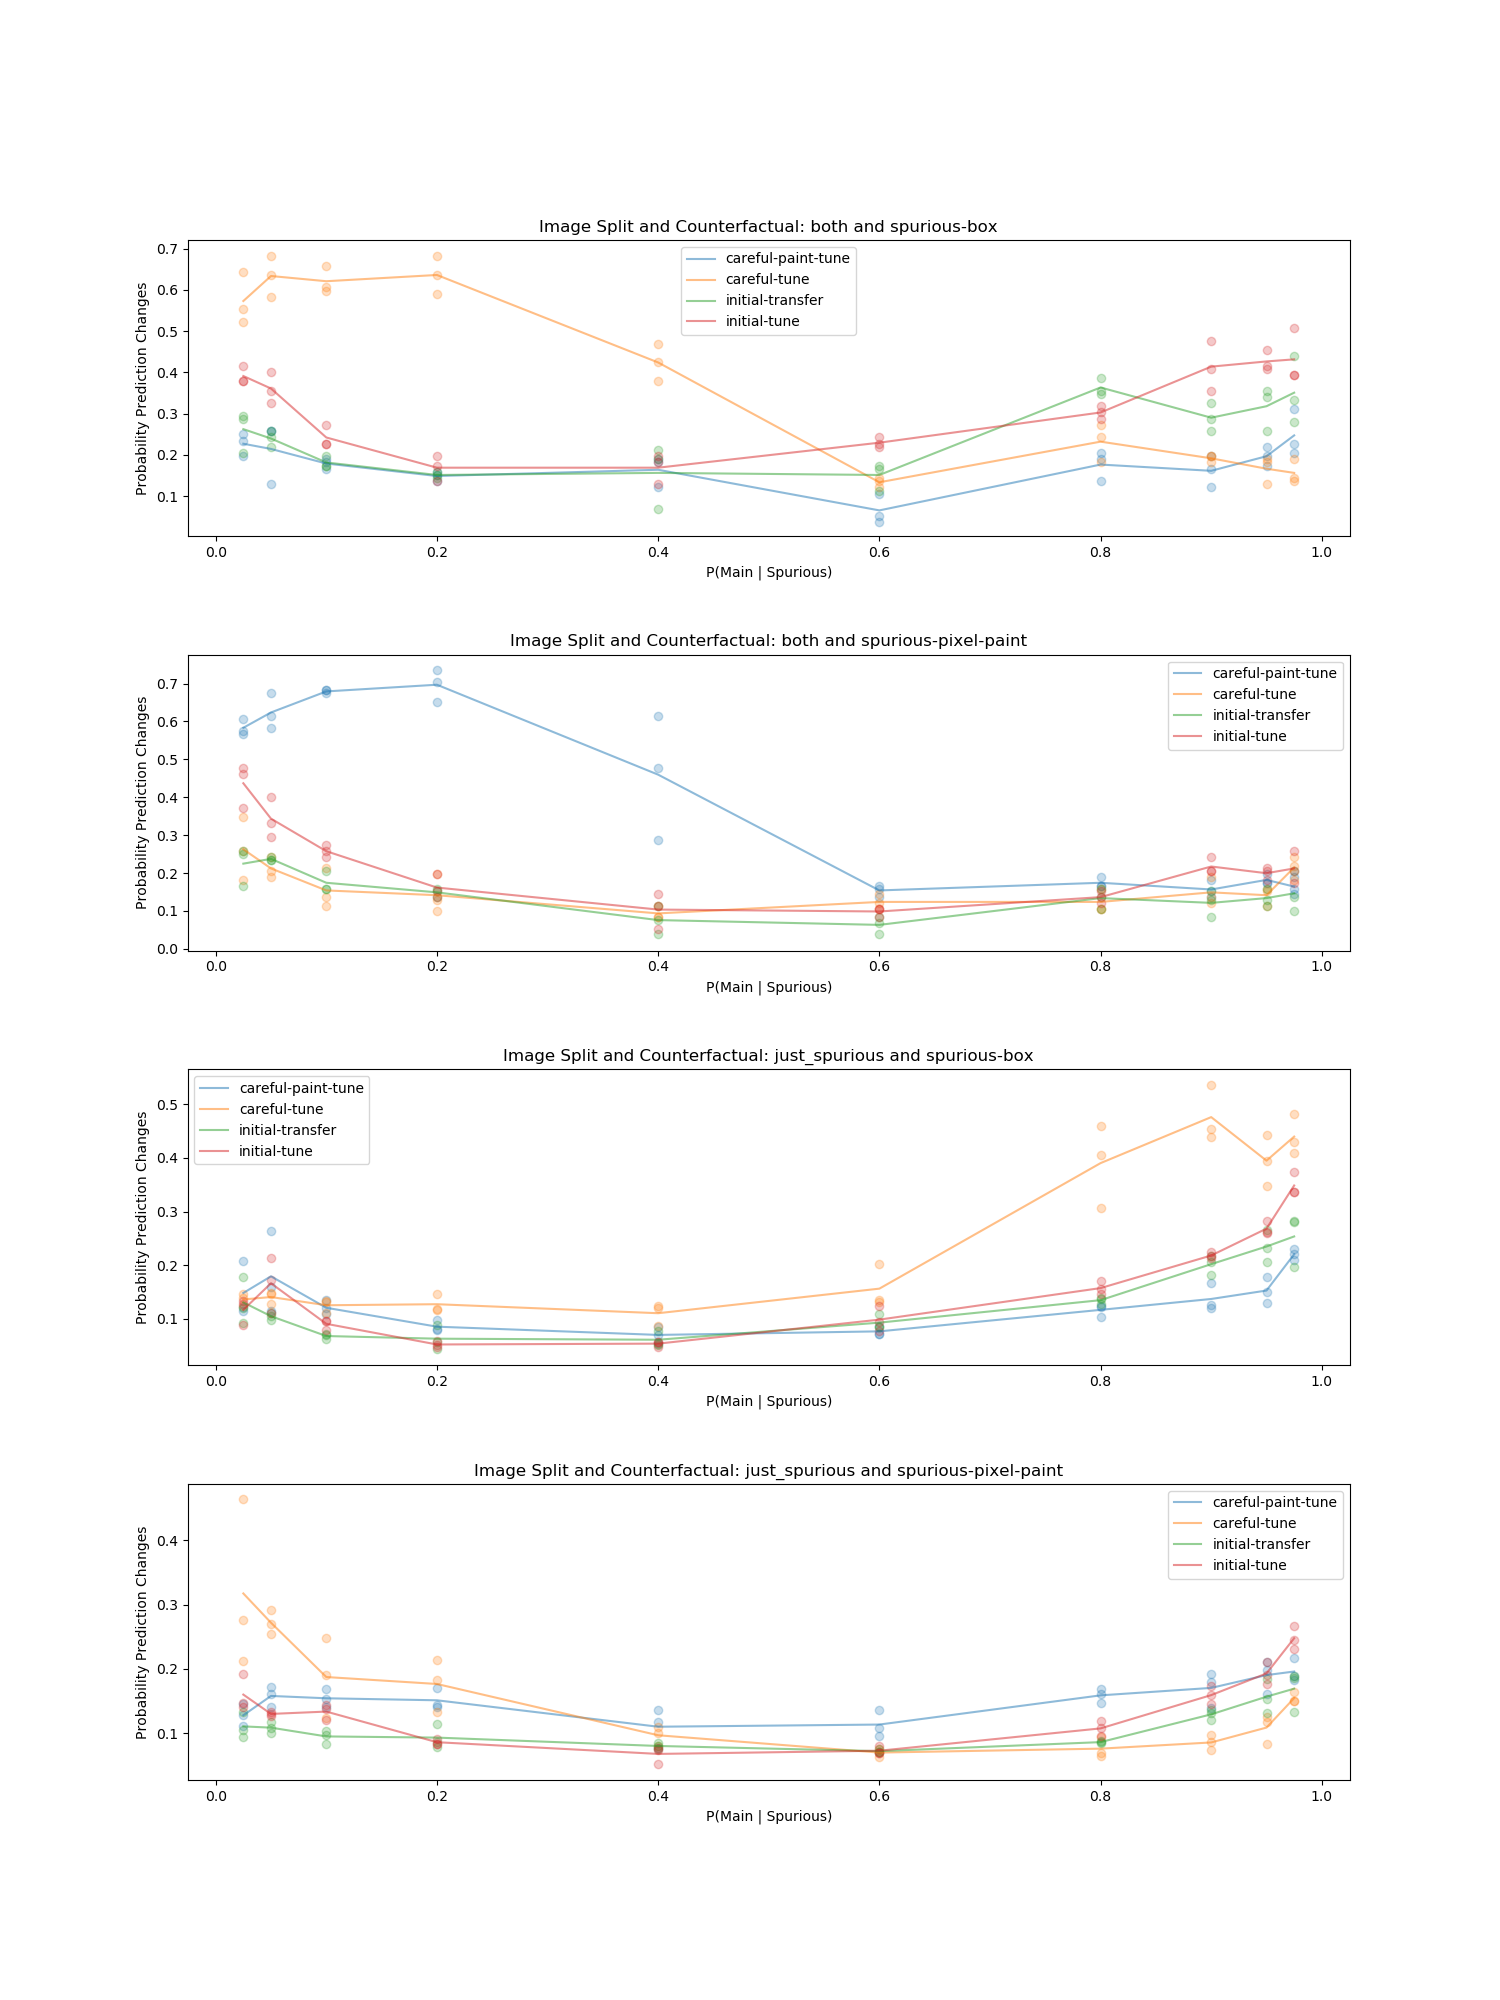 Image Split and Counterfactual: both and spurious-box
Probability Prediction Changes
0.7
0.6
0.5
0.4
0.3
0.2
0.1
careful-paint-tune
careful-tune
initial-transfer
initial-tune
0.0 0.2 0.4 0.6 0.8 1.0
P(Main | Spurious)
Image Split and Counterfactual: both and spurious-pixel-paint
Probability Prediction Changes
0.7
0.6
0.5
0.4
0.3
0.2
0.1
0.0
careful-paint-tune
careful-tune
initial-transfer
initial-tune
0.0 0.2 0.4 0.6 0.8 1.0
P(Main | Spurious)
Image Split and Counterfactual: just_spurious and spurious-box
Probability Prediction Changes
0.5
0.4
0.3
0.2
0.1
careful-paint-tune
careful-tune
initial-transfer
initial-tune
0.0 0.2 0.4 0.6 0.8 1.0
P(Main | Spurious)
Image Split and Counterfactual: just_spurious and spurious-pixel-paint
Probability Prediction Changes
0.4
0.3
0.2
0.1
careful-paint-tune
careful-tune
initial-transfer
initial-tune
0.0 0.2 0.4 0.6 0.8 1.0
P(Main | Spurious)